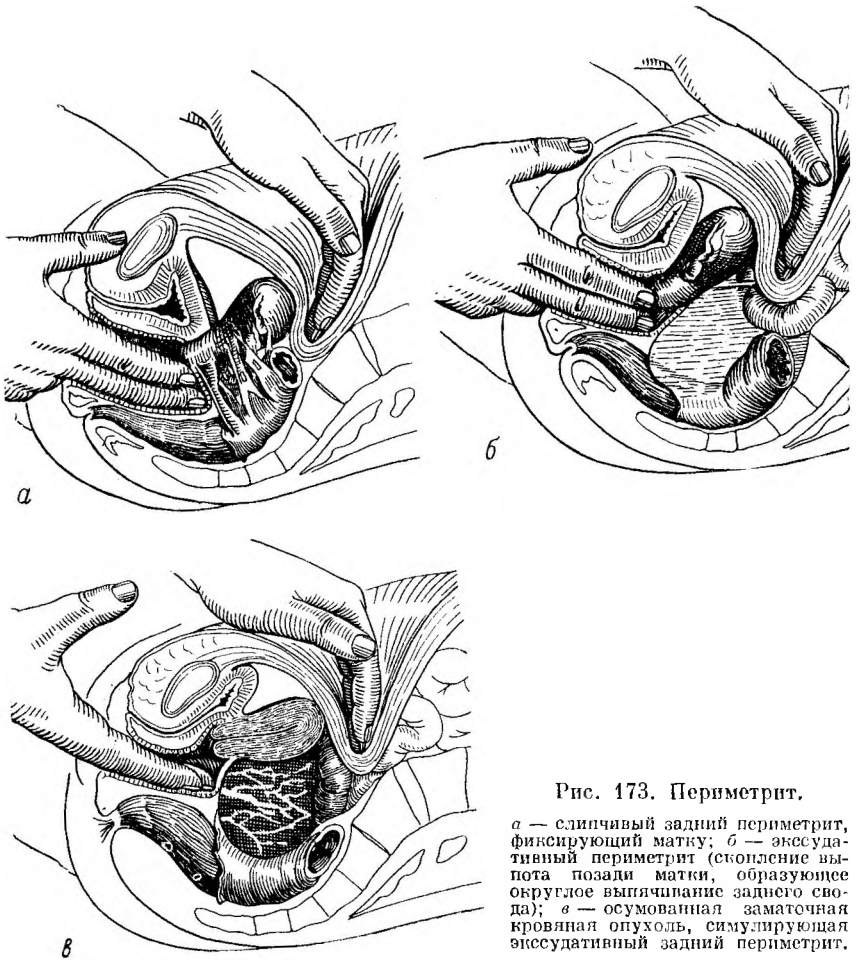 а
б
в
Рис. 173. Периметрит.
а — слипчивый задний периметрит,
фиксирующий матку; б — экссуда-
тивный периметрит (скопление вы-
пота позади матки, образующее
округлое выпячивание заднего сво-
да); в — осумованная заматочная
кровяная опухоль, симулирующая
экссудативный задний периметрит.